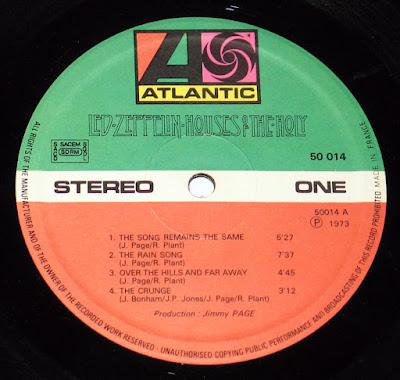 ATLANTIC
LED·ZEPPELIN·HOUSES OF THE·HOLY
50 014
SACEM
SDRM
STEREO
ONE
50014 A
Ⓟ 1973
1. THE SONG REMAINS THE SAME 5'27
(J. Page/R. Plant)
2. THE RAIN SONG 7'37
(J. Page/R. Plant)
3. OVER THE HILLS AND FAR AWAY 4'45
(J. Page/R. Plant)
4. THE CRUNGE 3'12
(J. Bonham/J.P. Jones/J. Page/R. Plant)
Production : Jimmy PAGE
ALL RIGHTS OF THE MANUFACTURER AND OF THE OWNER OF THE RECORDED WORK RESERVED · UNAUTHORISED COPYING PUBLIC PERFORMANCE AND BROADCASTING OF THIS RECORD PROHIBITED MADE IN FRANCE